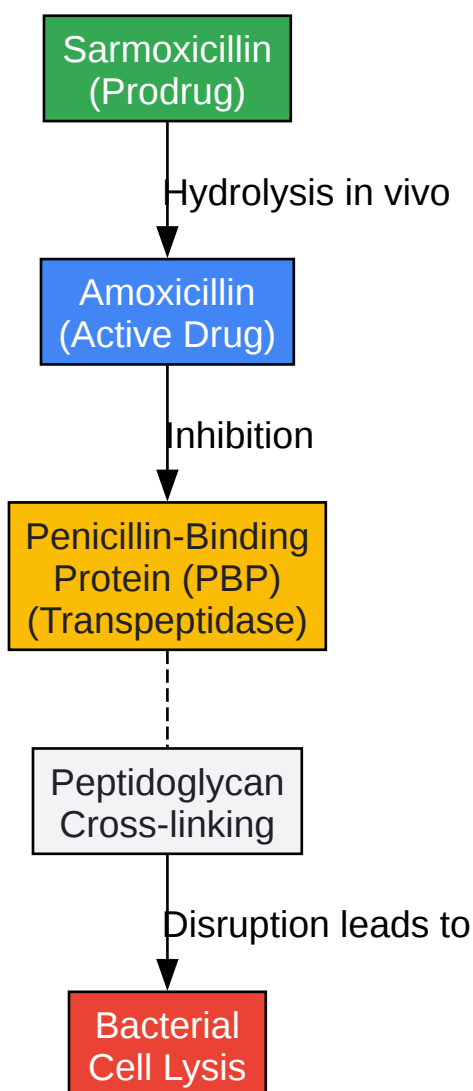 Sarmoxicillin
(Prodrug)
Hydrolysis in vivo
Amoxicillin
(Active Drug)
Inhibition
Penicillin-Binding
Protein (PBP)
(Transpeptidase)
Peptidoglycan
Cross-linking
Disruption leads to
Bacterial
Cell Lysis